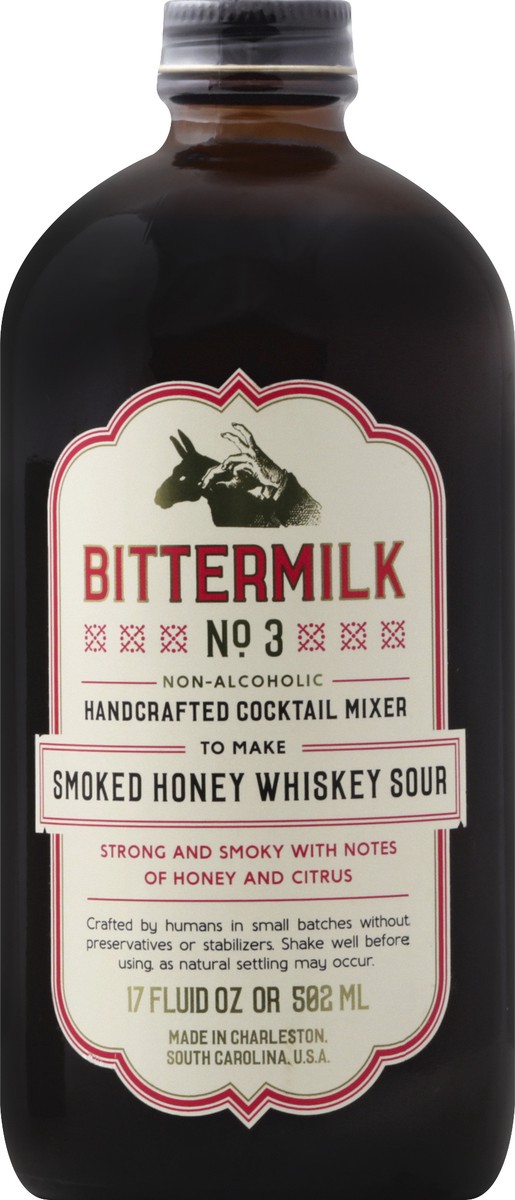 BITTERMILK
Nº 3
NON-ALCOHOLIC
HANDCRAFTED COCKTAIL MIXER
TO MAKE
SMOKED HONEY WHISKEY SOUR
STRONG AND SMOKY WITH NOTES
OF HONEY AND CITRUS
Crafted by humans in small batches without
preservatives or stabilizers. Shake well before
using, as natural settling may occur.
17 FLUID OZ OR 502 ML
MADE IN CHARLESTON,
SOUTH CAROLINA, U.S.A.